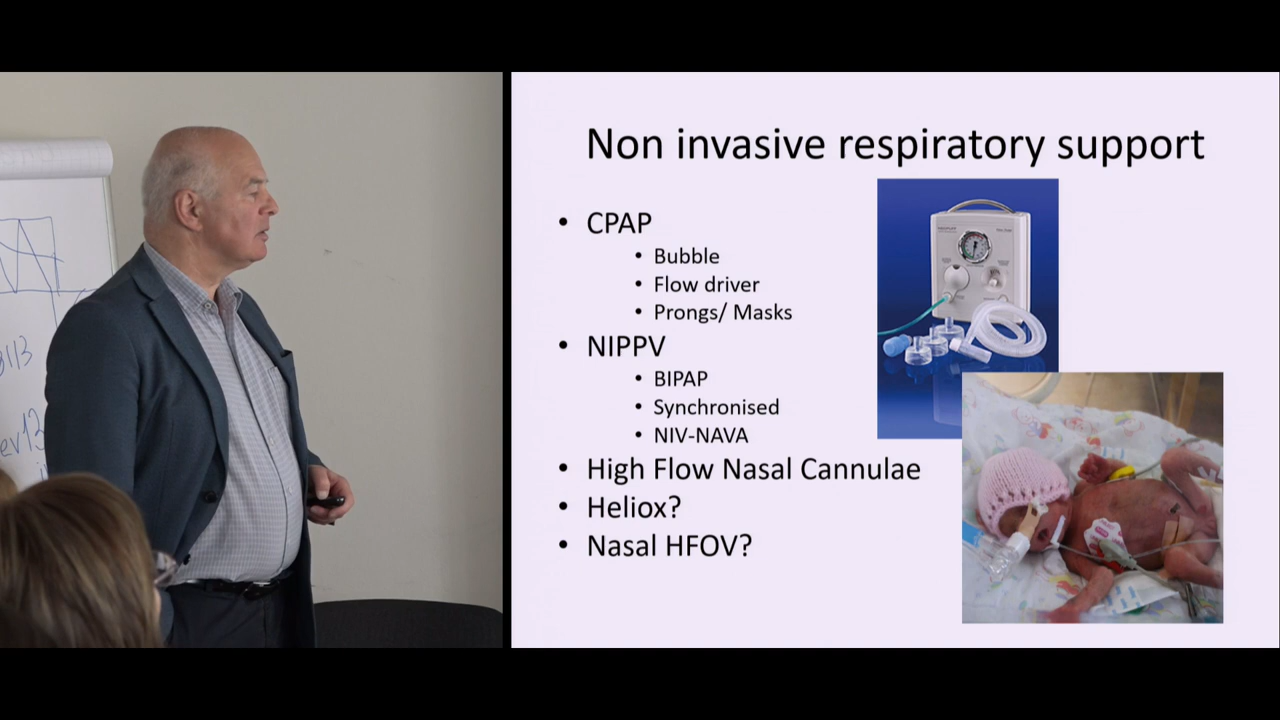 Non invasive respiratory support
• CPAP
• Bubble
• Flow driver
• Prongs/ Masks
• NIPPV
• BIPAP
• Synchronised
• NIV-NAVA
• High Flow Nasal Cannulae
• Heliox?
• Nasal HFOV?